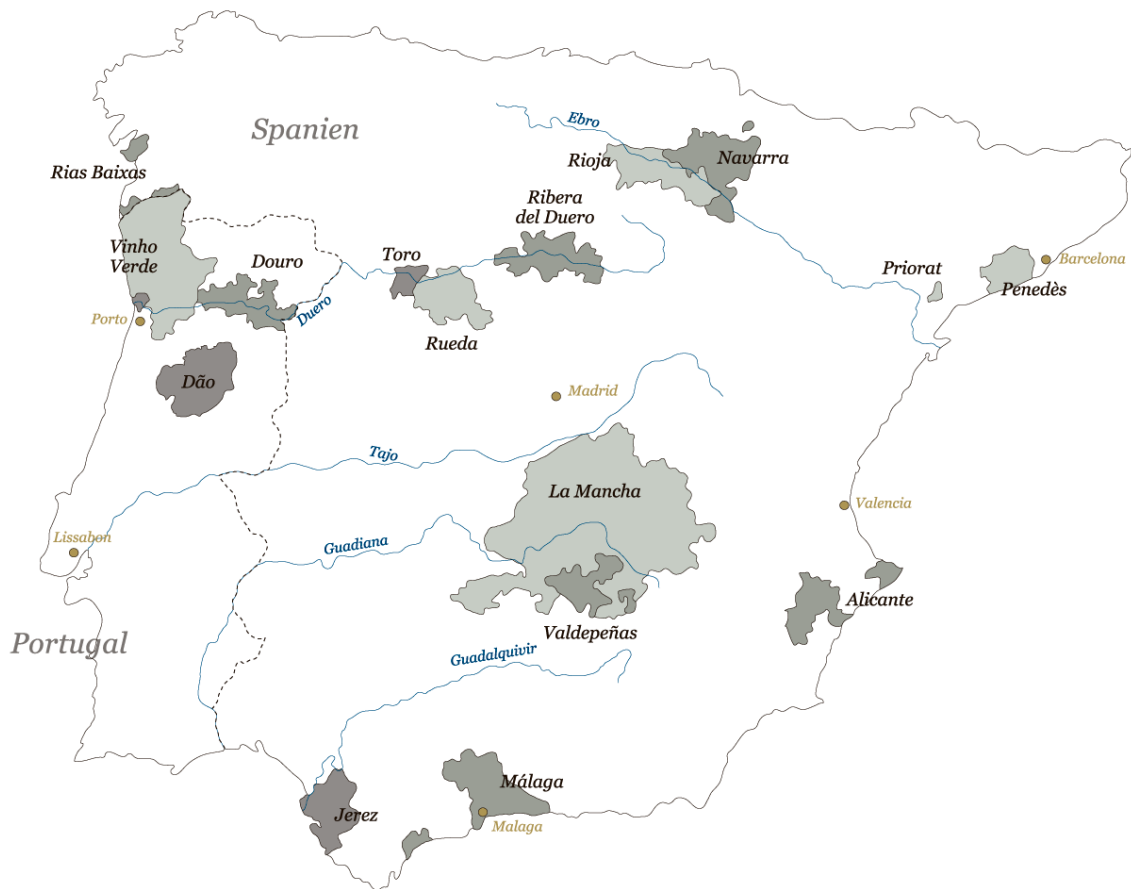 Ebro
Spanien
Rioja
Navarra
Rias Baixas
Ribera
del Duero
Vinho
Verde
Douro
Toro
Priorat
Barcelona
Penedès
Duero
Porto
Rueda
Dão
Madrid
Tajo
La Mancha
Valencia
Lissabon
Guadiana
Alicante
Portugal
Valdepeñas
Guadalquivir
Málaga
Jerez
Malaga